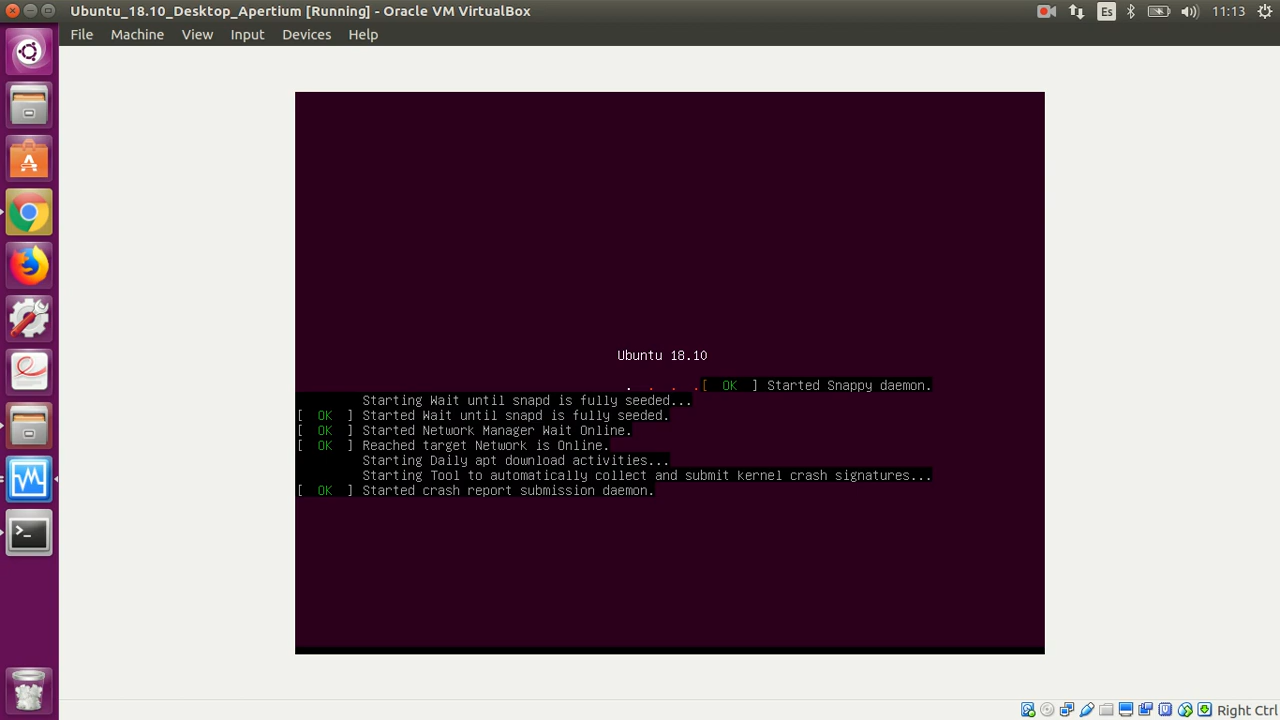 Ubuntu_18.10_Desktop_Apertium [Running] - Oracle VM VirtualBox
Es
11:13
File Machine View Input Devices Help
Ubuntu 18.10
. . . .[ OK ] Started Snappy daemon.
Starting Wait until snapd is fully seeded...
[ OK ] Started Wait until snapd is fully seeded.
[ OK ] Started Network Manager Wait Online.
[ OK ] Reached target Network is Online.
Starting Daily apt download activities...
Starting Tool to automatically collect and submit kernel crash signatures...
[ OK ] Started crash report submission daemon.
Right Ctrl